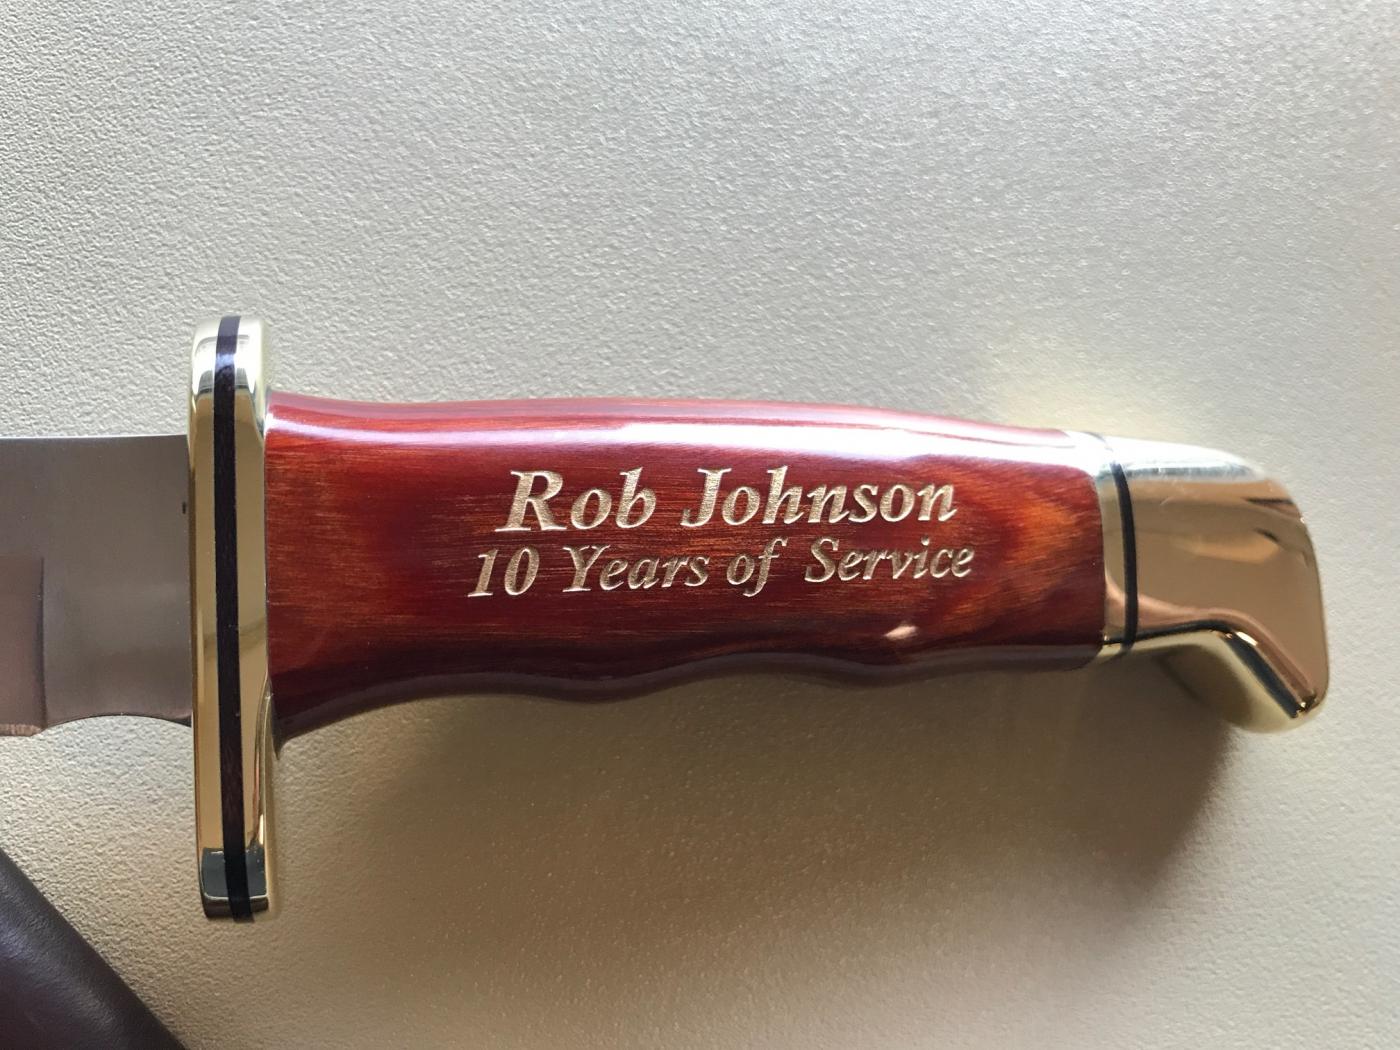 Rob Johnson
10 Years of Service